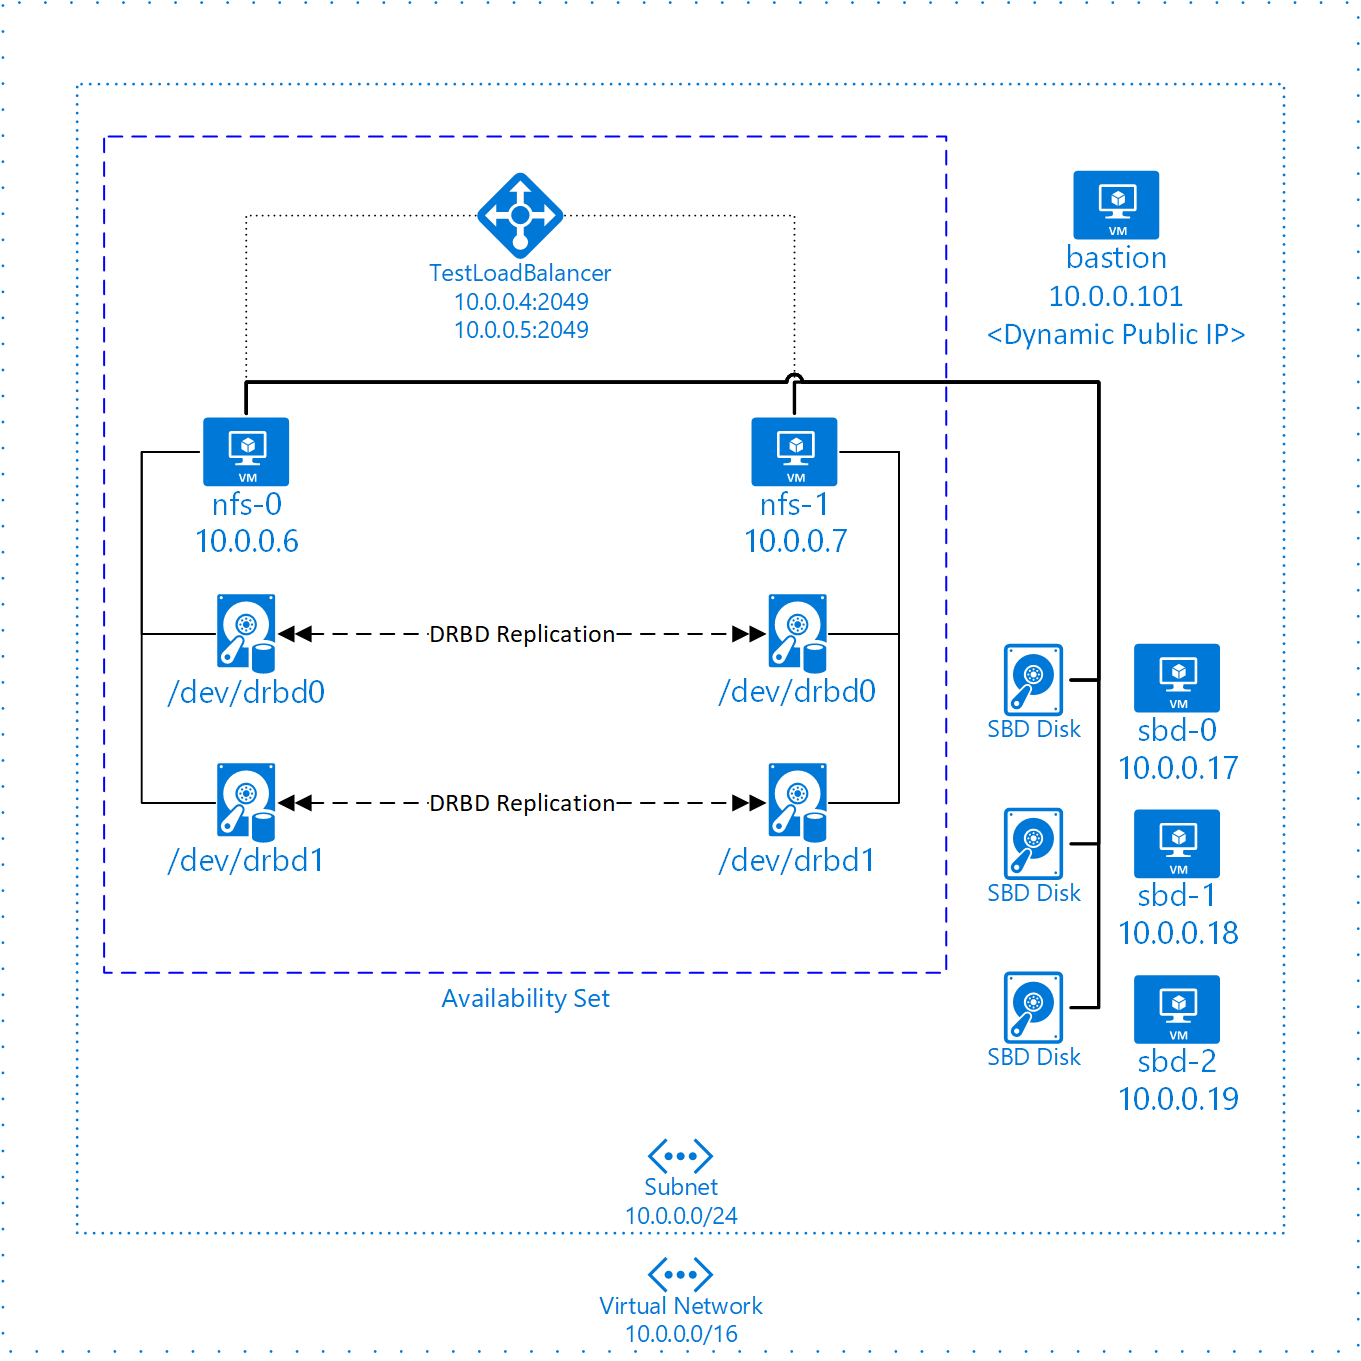 TestLoadBalancer
10.0.0.4:2049
10.0.0.5:2049
VM
bastion
10.0.0.101
<Dynamic Public IP>
VM
nfs-0
10.0.0.6
VM
nfs-1
10.0.0.7
DRBD Replication
/dev/drbd0
/dev/drbd0
DRBD Replication
/dev/drbd1
/dev/drbd1
Availability Set
SBD Disk
VM
sbd-0
10.0.0.17
SBD Disk
VM
sbd-1
10.0.0.18
SBD Disk
VM
sbd-2
10.0.0.19
Subnet
10.0.0.0/24
Virtual Network
10.0.0.0/16